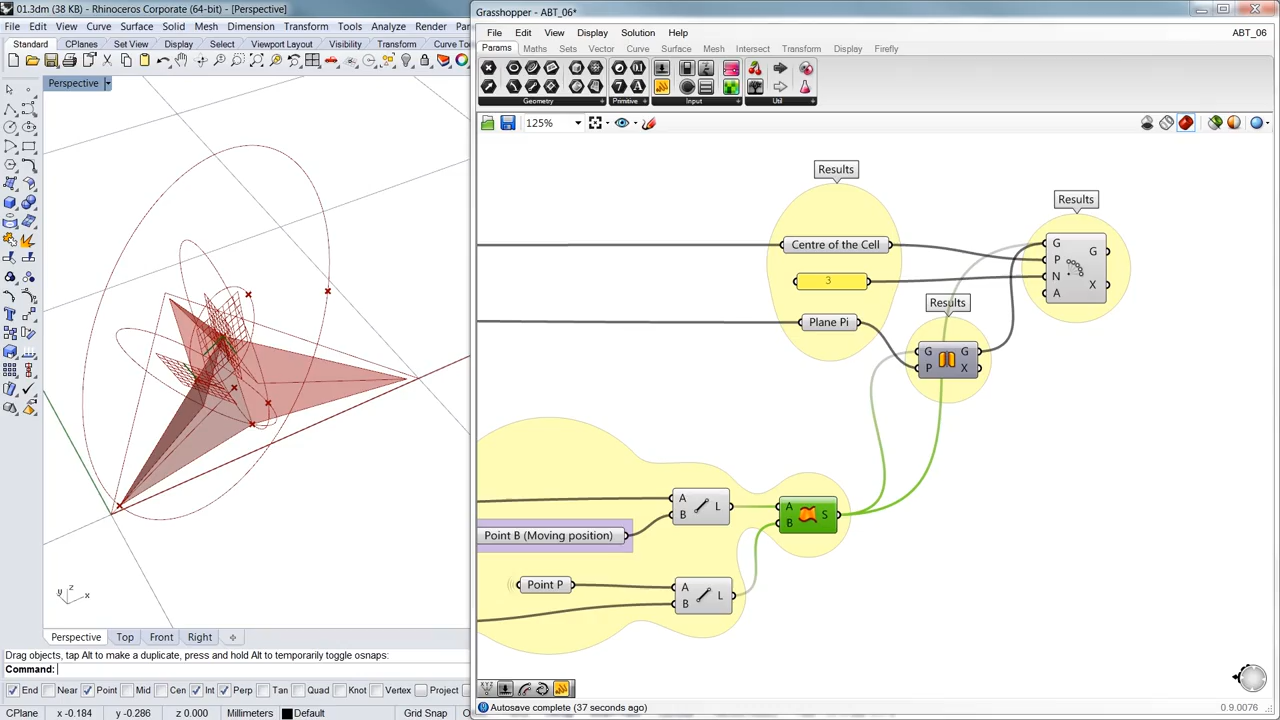 01.3dm (38 KB) - Rhinoceros Corporate (64-bit) - [Perspective]
File Edit View Curve Surface Solid Mesh Dimension Transform Tools Analyze Render
Standard CPlanes Set View Display Select Viewport Layout Visibility Transform Curve To
Perspective
z
y
x
Perspective Top Front Right
Drag objects, tap Alt to make a duplicate, press and hold Alt to temporarily toggle osnaps:
Command:
End Near Point Mid Cen Int Perp Tan Quad Knot Vertex Project
CPlane x -0.184 y -0.286 z 0.000 Millimeters Default Grid Snap
Grasshopper - ABT_06*
File Edit View Display Solution Help
ABT_06
Params Maths Sets Vector Curve Surface Mesh Intersect Transform Display Display Firefly
Geometry Primitive Input Util
125%
Results
Results
Centre of the Cell
G
P
N
A
G
X
3
Results
Plane Pi
G
P
G
X
A
B
L
A
B
S
Point B (Moving position)
Point P
A
B
L
Autosave complete (37 seconds ago)
0.9.0076